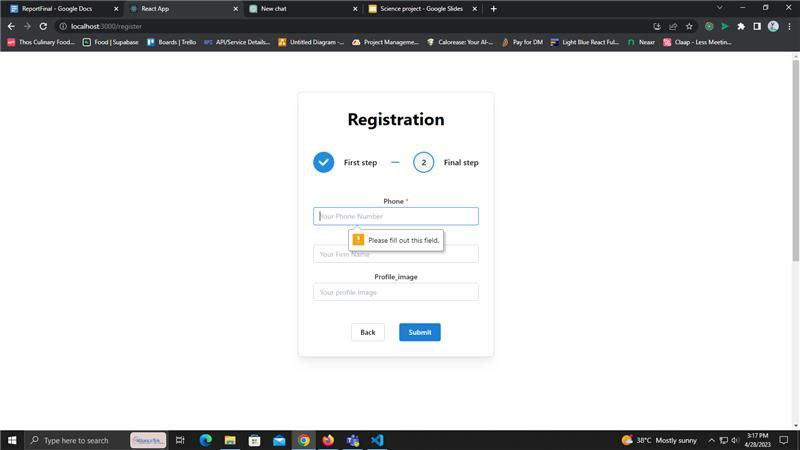 ReportFinal - Google Docs
React App
New chat
Science project - Google Slides
localhost:3000/register
Thos Culinary Food...
Food | Supabase
Boards | Trello
API/Service Details...
Untitled Diagram -...
Project Manageme...
Calorease: Your AI-...
Pay for DM
Light Blue React Ful...
Neaxr
Claap - Less Meetin...
Registration
First step
2
Final step
Phone *
Your Phone Number
Please fill out this field.
Your Firm Name
Profile_image
Your profile image
Back
Submit
Type here to search
38°C Mostly sunny
3:17 PM
4/28/2023